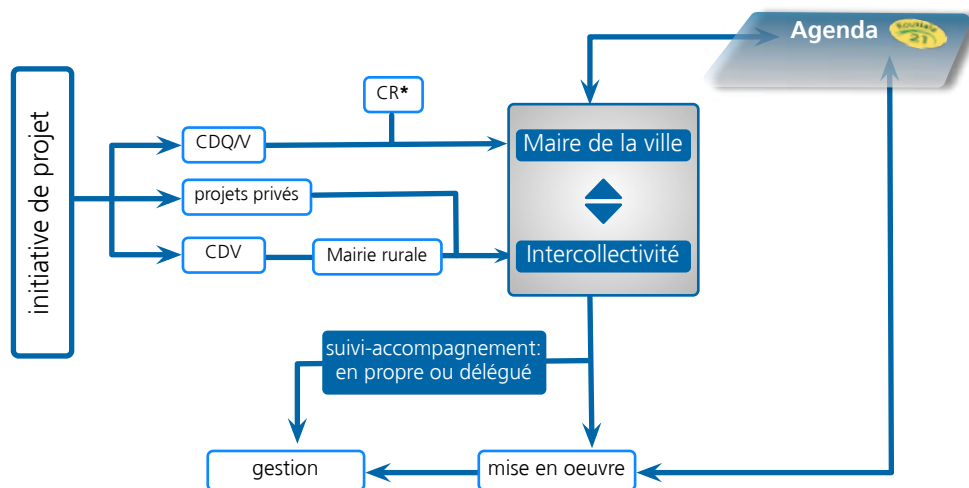 initiative de projet
CDQ/V
projets privés
CDV
CR*
Mairie rurale
Maire de la ville
Intercollectivité
Agenda
21
suivi-accompagnement:
en propre ou délégué
gestion
mise en oeuvre